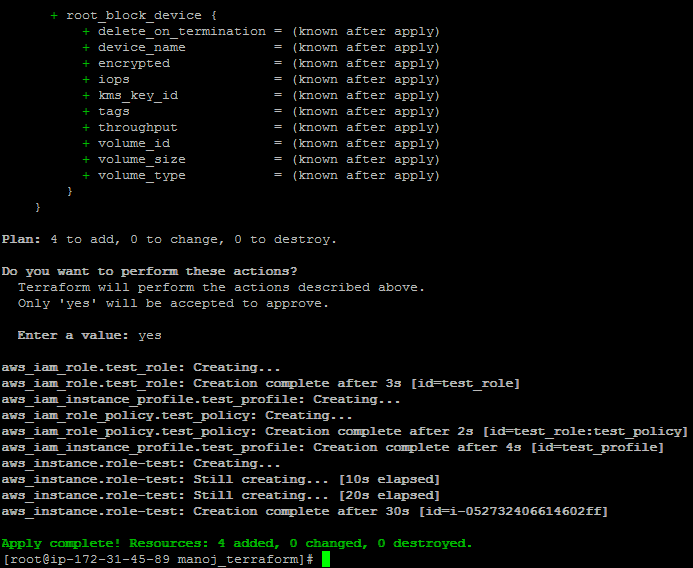 + root_block_device {
+ delete_on_termination = (known after apply)
+ device_name = (known after apply)
+ encrypted = (known after apply)
+ iops = (known after apply)
+ kms_key_id = (known after apply)
+ tags = (known after apply)
+ throughput = (known after apply)
+ volume_id = (known after apply)
+ volume_size = (known after apply)
+ volume_type = (known after apply)
}
}
Plan: 4 to add, 0 to change, 0 to destroy.
Do you want to perform these actions?
Terraform will perform the actions described above.
Only 'yes' will be accepted to approve.
Enter a value: yes
aws_iam_role.test_role: Creating...
aws_iam_role.test_role: Creation complete after 3s [id=test_role]
aws_iam_instance_profile.test_profile: Creating...
aws_iam_role_policy.test_policy: Creating...
aws_iam_role_policy.test_policy: Creation complete after 2s [id=test_role:test_policy]
aws_iam_instance_profile.test_profile: Creation complete after 4s [id=test_profile]
aws_instance.role-test: Creating...
aws_instance.role-test: Still creating... [10s elapsed]
aws_instance.role-test: Still creating... [20s elapsed]
aws_instance.role-test: Creation complete after 30s [id=i-052732406614602ff]
Apply complete! Resources: 4 added, 0 changed, 0 destroyed.
[root@ip-172-31-45-89 manoj_terraform]#